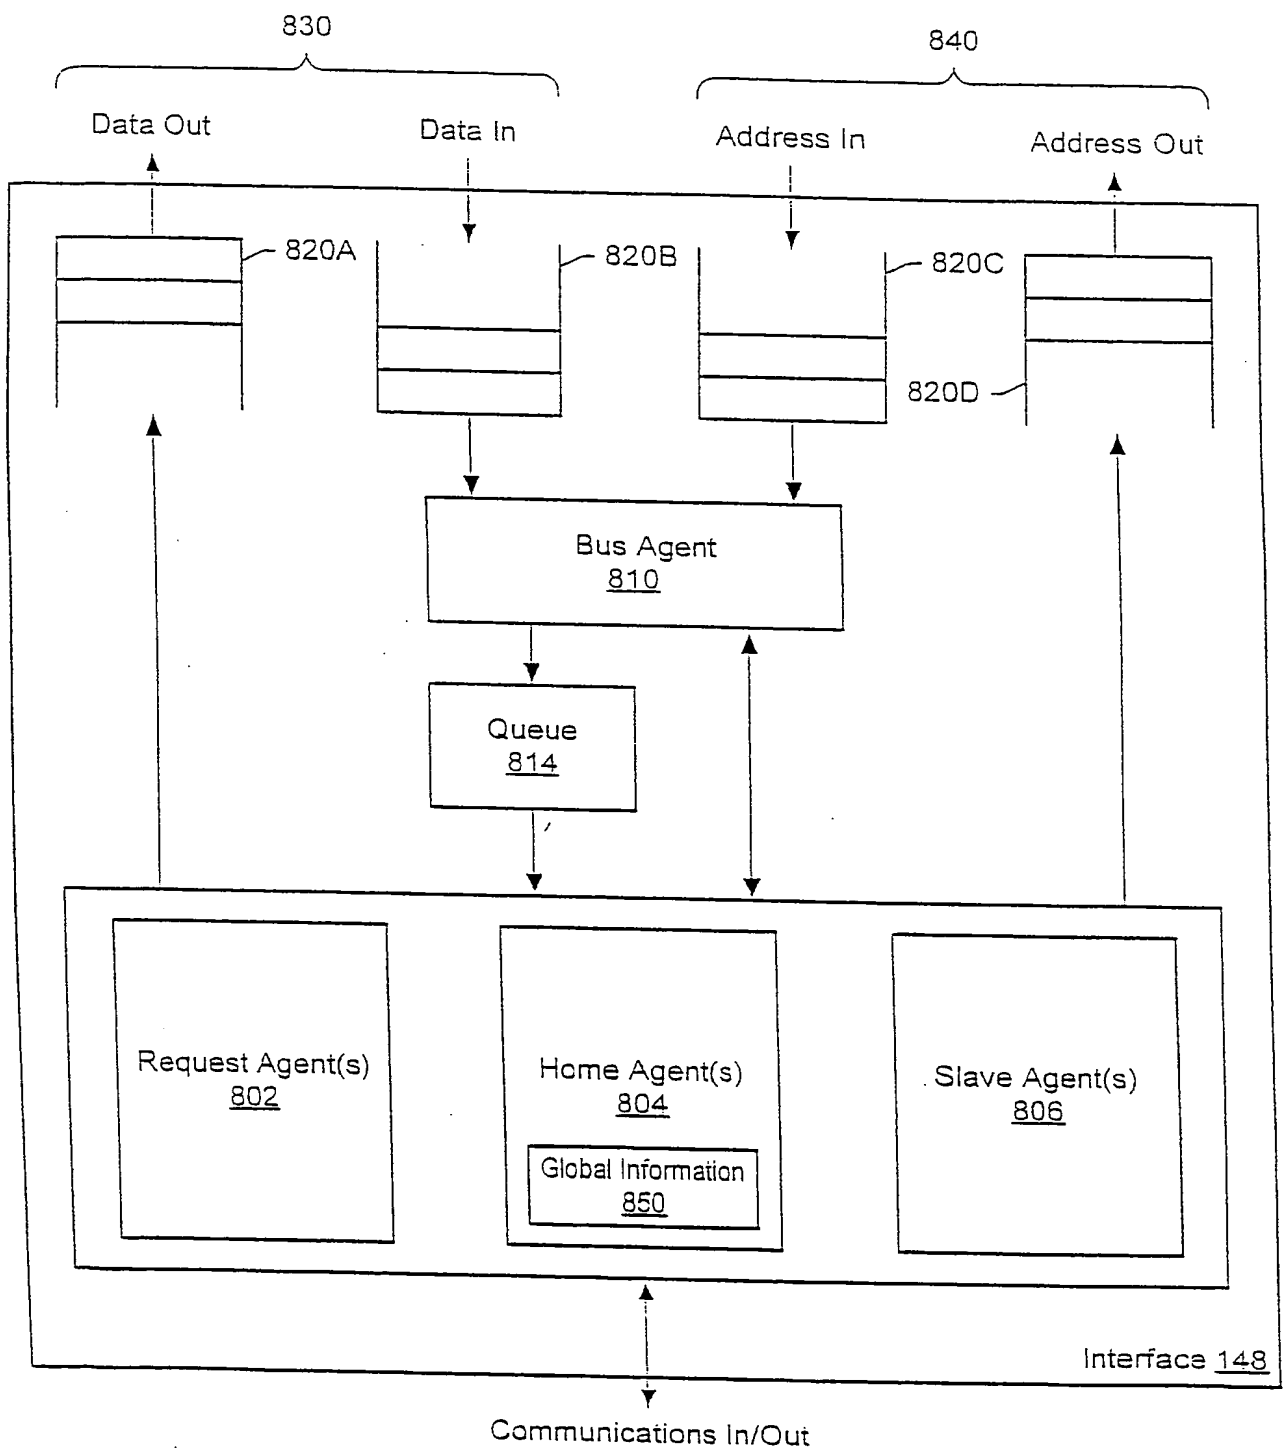 830
840
Data Out
Data In
Address In
Address Out
820A
820B
820C
820D
Bus Agent
810
Queue
814
Request Agent(s)
802
Home Agent(s)
804
Slave Agent(s)
806
Global Information
850
Interface 148
Communications In/Out